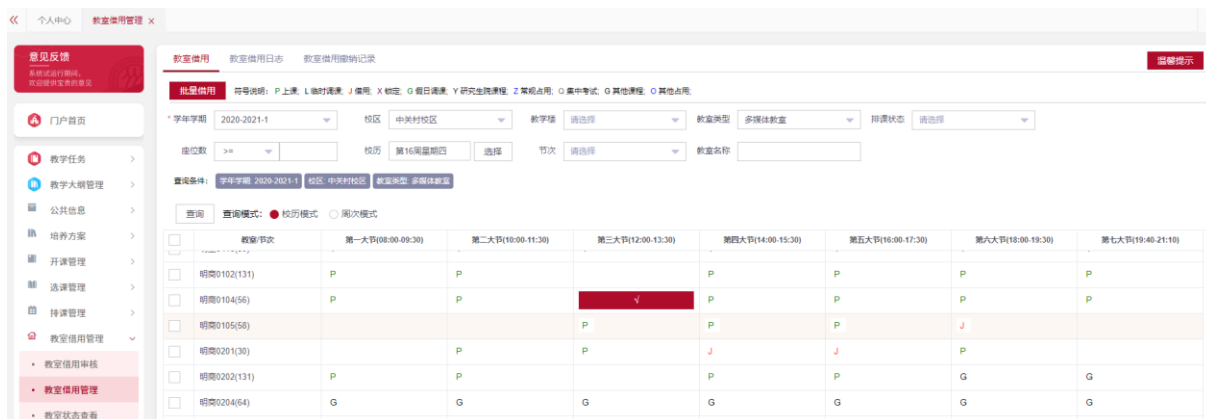 个人中心 教室借用管理 ×
意见反馈
系统试运行期间，
欢迎提供宝贵的意见
教室借用 教室借用日志 教室借用撤销记录 温馨提示
批量借用 符号说明: P 上课; L 临时调课; J 借用; X 锁定; G 假日调课; Y 研究生院课程; Z 常规占用; Q 集中考试; G 其他课程; O 其他占用;
门户首页
* 学年学期 2020-2021-1 校区 中关村校区 教学楼 请选择 教室类型 多媒体教室 排课状态 请选择
座位数 >= 校历 第16周星期四 选择 节次 请选择 教室名称
教学任务
教学大纲管理
公共信息
培养方案
开课管理
选课管理
排课管理
教室借用管理
教室借用审核
教室借用管理
教室状态查看
查询条件: 学年学期: 2020-2021-1 校区: 中关村校区 教室类型: 多媒体教室
查询 查询模式: 校历模式 周次模式
教室/节次 第一大节(08:00-09:30) 第二大节(10:00-11:30) 第三大节(12:00-13:30) 第四大节(14:00-15:30) 第五大节(16:00-17:30) 第六大节(18:00-19:30) 第七大节(19:40-21:10)
明商0102(131) P P P P P P
明商0104(56) P P √ P P P P
明商0105(58) P P P J
明商0201(30) P P J J P
明商0202(131) P P P P G G
明商0204(64) G G G G G G G